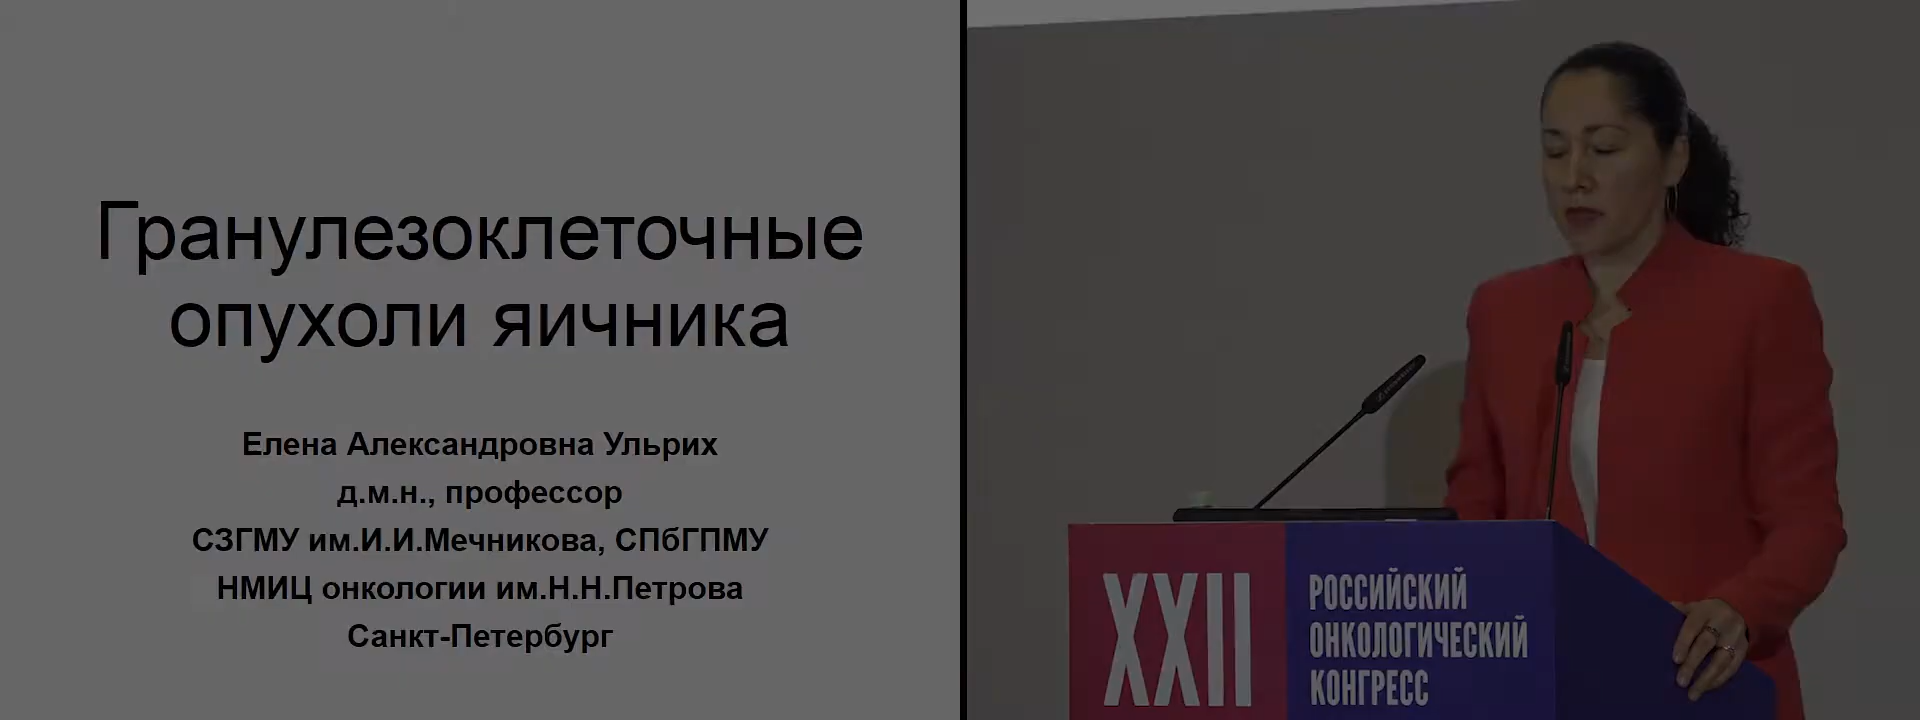 Гранулезоклеточные
опухоли яичника
Елена Александровна Ульрих
д.м.н., профессор
СЗГМУ им.И.И.Мечникова, СПбГПМУ
НМИЦ онкологии им.Н.Н.Петрова
Санкт-Петербург
XXII
РОССИЙСКИЙ
ОНКОЛОГИЧЕСКИЙ
КОНГРЕСС